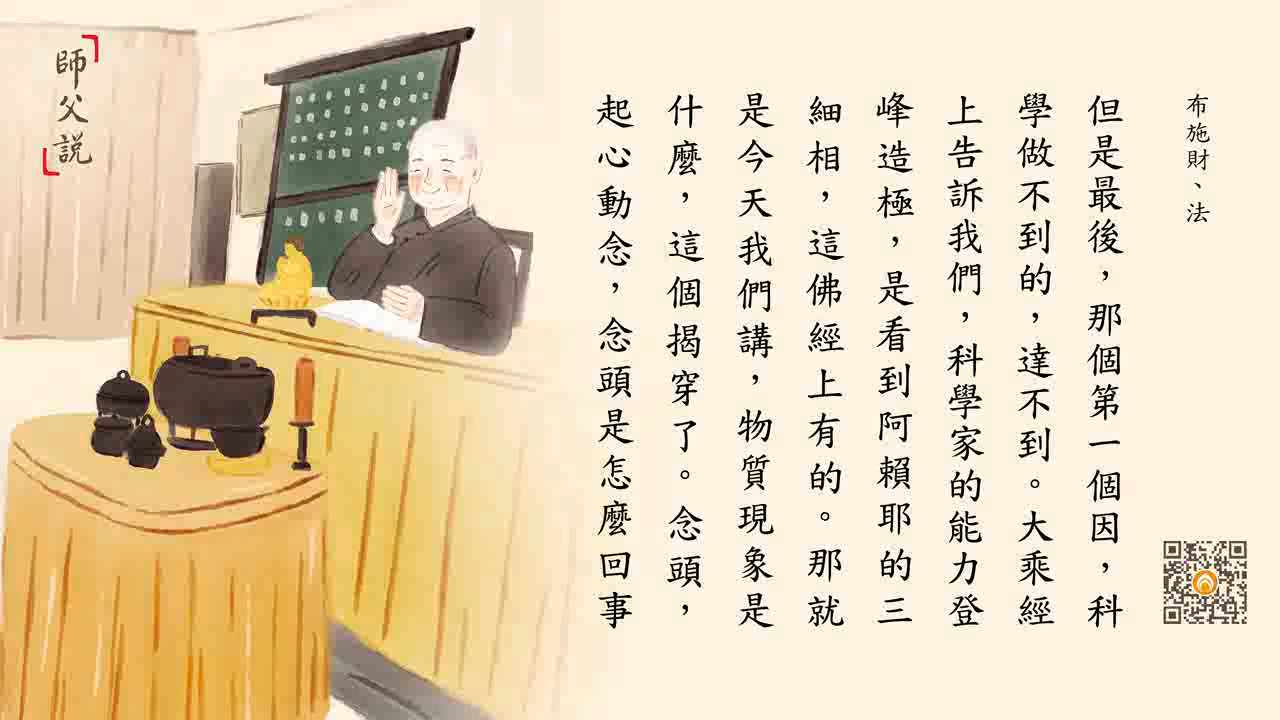 師父説
布施財、法
但是最後，那個第一個因，科
學做不到的，達不到。大乘經
上告訴我們，科學家的能力登
峰造極，是看到阿賴耶的三
細相，這佛經上有的。那就
是今天我們講，物質現象是
什麼，這個揭穿了。念頭，
起心動念，念頭是怎麼回事